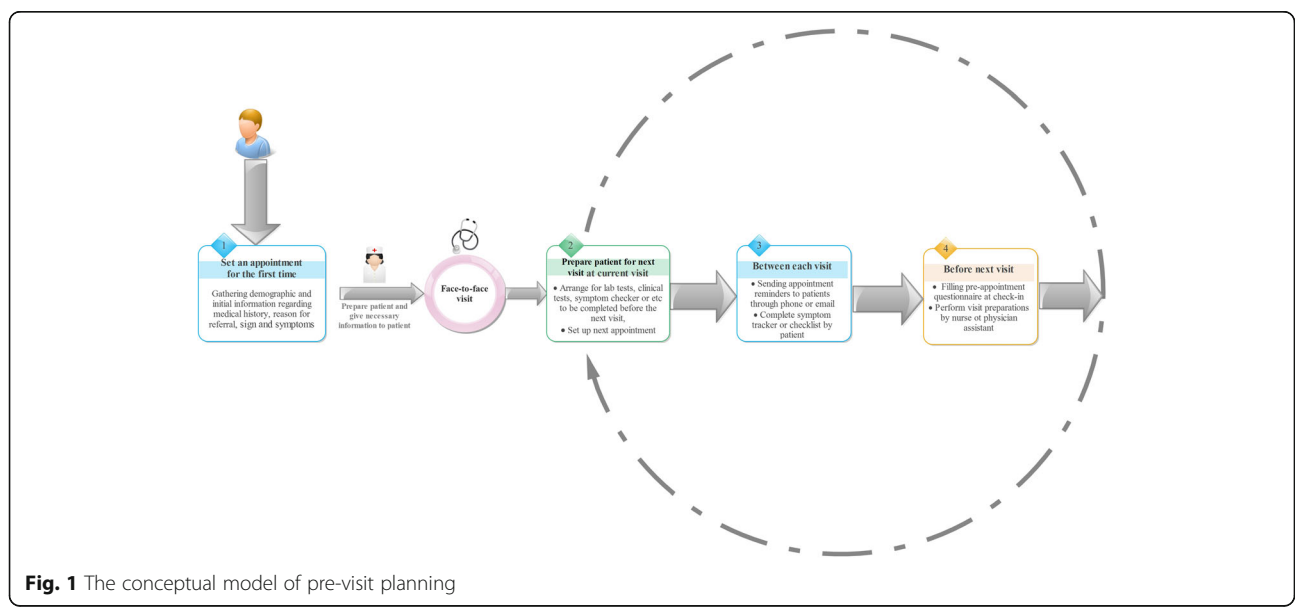 1
Set an appointment
for the first time
Gathering demographic and
initial information regarding
medical history, reason for
referral, sign and symptoms
Prepare patient and
give necessary
information to patient
Face-to-face
visit
2
Prepare patient for next
visit at current visit
• Arrange for lab tests, clinical
tests, symptom checker or etc
to be completed before the
next visit,
• Set up next appointment
3
Between each visit
• Sending appointment
reminders to patients
through phone or email
• Complete symptom
tracker or checklist by
patient
4
Before next visit
• Filling pre-appointment
questionnaire at check-in
• Perform visit preparations
by nurse ot physician
assistant
Fig. 1 The conceptual model of pre-visit planning